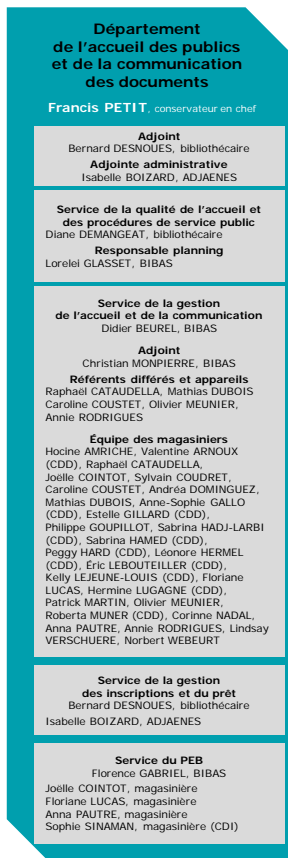 Département
de l'accueil des publics
et de la communication
des documents
Francis PETIT, conservateur en chef
Adjoint
Bernard DESNOUES, bibliothécaire
Adjointe administrative
Isabelle BOIZARD, ADJAENES
Service de la qualité de l'accueil et
des procédures de service public
Diane DEMANGEAT, bibliothécaire
Responsable planning
Lorelei GLASSET, BIBAS
Service de la gestion
de l'accueil et de la communication
Didier BEUREL, BIBAS
Adjoint
Christian MONPIERRE, BIBAS
Référents différés et appareils
Raphaël CATAUDELLA, Mathias DUBOIS
Caroline COUSTET, Olivier MEUNIER,
Annie RODRIGUES
Équipe des magasiniers
Hocine AMRICHE, Valentine ARNOUX
(CDD), Raphaël CATAUDELLA,
Joëlle COINTOT, Sylvain COUDRET,
Caroline COUSTET, Andréa DOMINGUEZ,
Mathias DUBOIS, Anne-Sophie GALLO
(CDD), Estelle GILLARD (CDD),
Philippe GOUPILLOT, Sabrina HADJ-LARBI
(CDD), Sabrina HAMED (CDD),
Peggy HARD (CDD), Léonore HERMEL
(CDD), Éric LEBOUTEILLER (CDD),
Kelly LEJEUNE-LOUIS (CDD), Floriane
LUCAS, Hermine LUGAGNE (CDD),
Patrick MARTIN, Olivier MEUNIER,
Roberta MUNER (CDD), Corinne NADAL,
Anna PAUTRE, Annie RODRIGUES, Lindsay
VERSCHUERE, Norbert WEBEURT
Service de la gestion
des inscriptions et du prêt
Bernard DESNOUES, bibliothécaire
Isabelle BOIZARD, ADJAENES
Service du PEB
Florence GABRIEL, BIBAS
Joëlle COINTOT, magasinière
Floriane LUCAS, magasinière
Anna PAUTRE, magasinière
Sophie SINAMAN, magasinière (CDI)